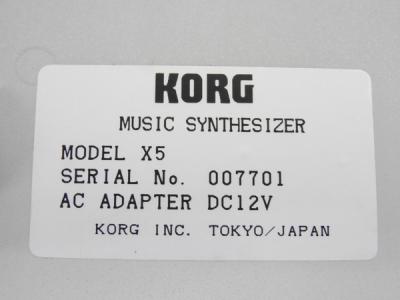 KORG
MUSIC SYNTHESIZER
MODEL X5
SERIAL No. 007701
AC ADAPTER DC12V
KORG INC. TOKYO/JAPAN